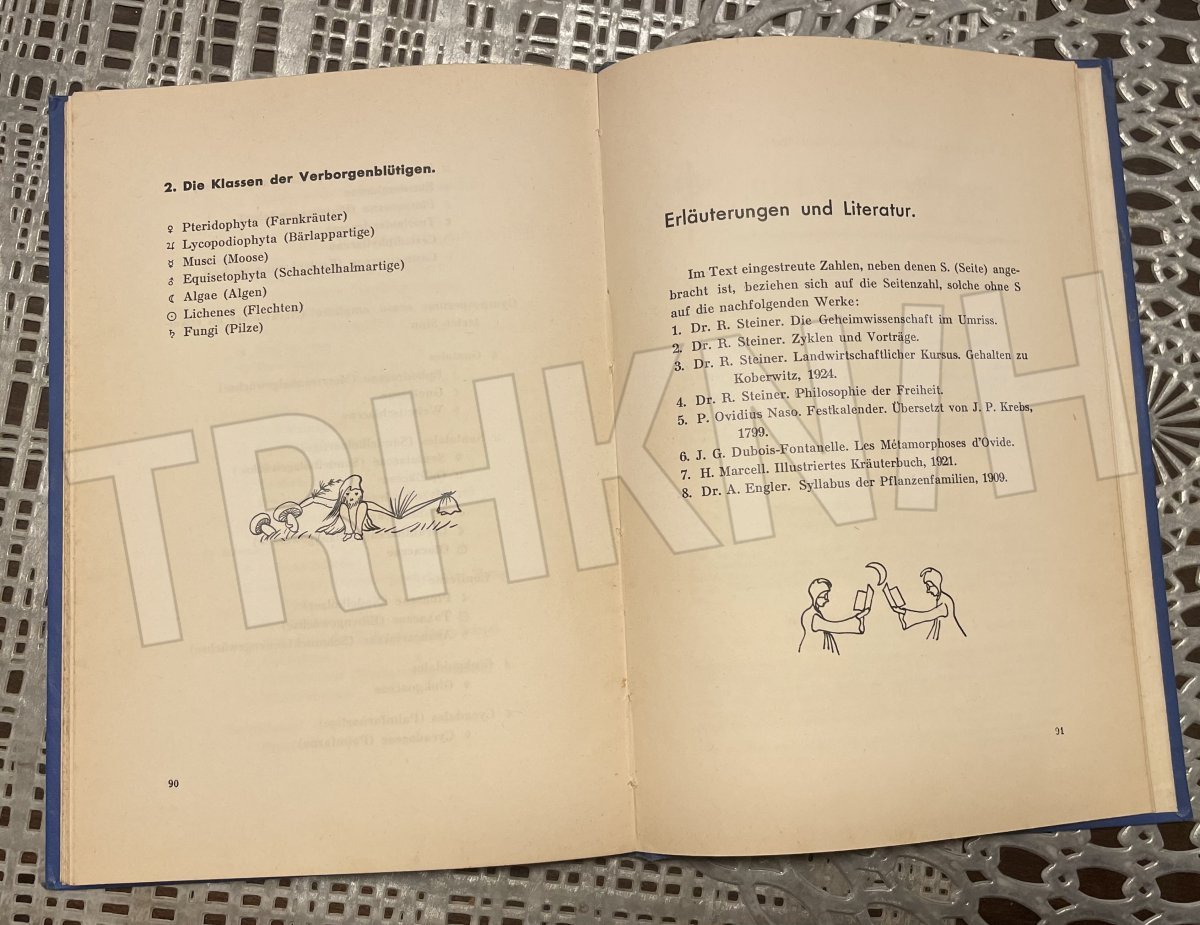 2. Die Klassen der Verborgenblütigen.
♀ Pteridophyta (Farnkräuter)
♃ Lycopodiophyta (Bärlappartige)
☿ Musci (Moose)
♂ Equisetophyta (Schachtelhalmartige)
☾ Algae (Algen)
☉ Lichenes (Flechten)
♄ Fungi (Pilze)
90
Erläuterungen und Literatur.
Im Text eingestreute Zahlen, neben denen S. (Seite) ange-
bracht ist, beziehen sich auf die Seitenzahl, solche ohne S
auf die nachfolgenden Werke:
1. Dr. R. Steiner. Die Geheimwissenschaft im Umriss.
2. Dr. R. Steiner. Zyklen und Vorträge.
3. Dr. R. Steiner. Landwirtschaftlicher Kursus. Gehalten zu
Koberwitz, 1924.
4. Dr. R. Steiner. Philosophie der Freiheit.
5. P. Ovidius Naso. Festkalender. Übersetzt von J. P. Krebs,
1799.
6. J. G. Dubois-Fontanelle. Les Métamorphoses d'Ovide.
7. H. Marcell. Illustriertes Kräuterbuch, 1921.
8. Dr. A. Engler. Syllabus der Pflanzenfamilien, 1909.
91
TRHKN/H